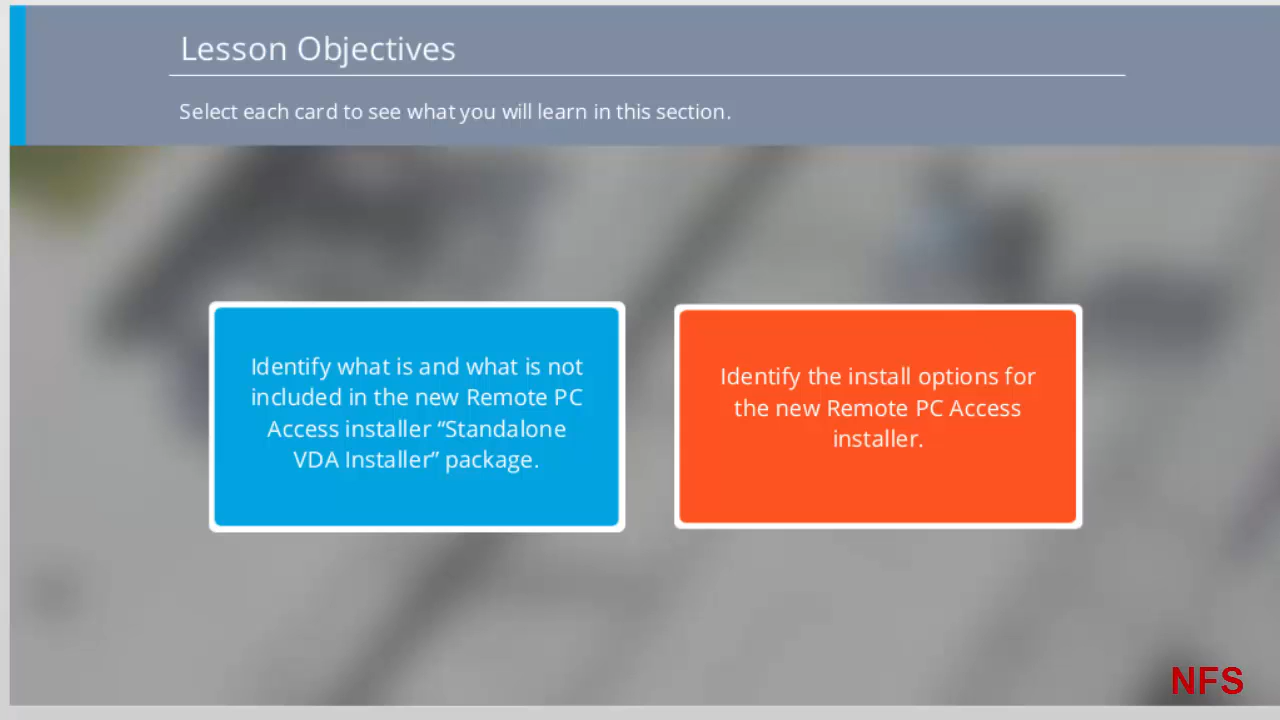 Lesson Objectives
Select each card to see what you will learn in this section.
Identify what is and what is not
included in the new Remote PC
Access installer “Standalone
VDA Installer” package.
Identify the install options for
the new Remote PC Access
installer.
NFS